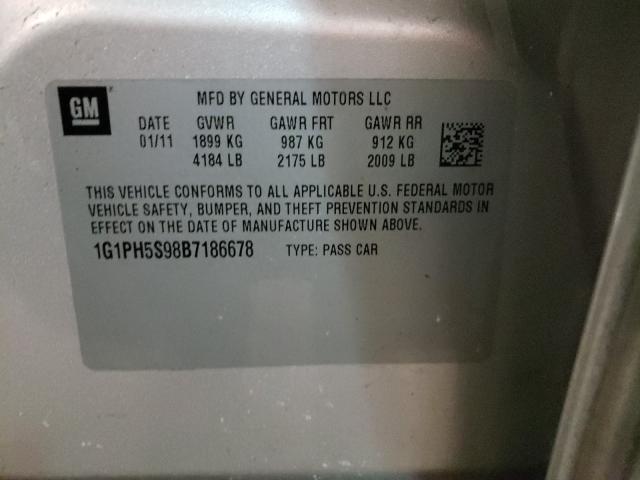 GM
MFD BY GENERAL MOTORS LLC
DATE GVWR GAWR FRT GAWR RR
01/11 1899 KG 987 KG 912 KG
4184 LB 2175 LB 2009 LB
THIS VEHICLE CONFORMS TO ALL APPLICABLE U.S. FEDERAL MOTOR
VEHICLE SAFETY, BUMPER, AND THEFT PREVENTION STANDARDS IN
EFFECT ON THE DATE OF MANUFACTURE SHOWN ABOVE.
1G1PH5S98B7186678 TYPE: PASS CAR